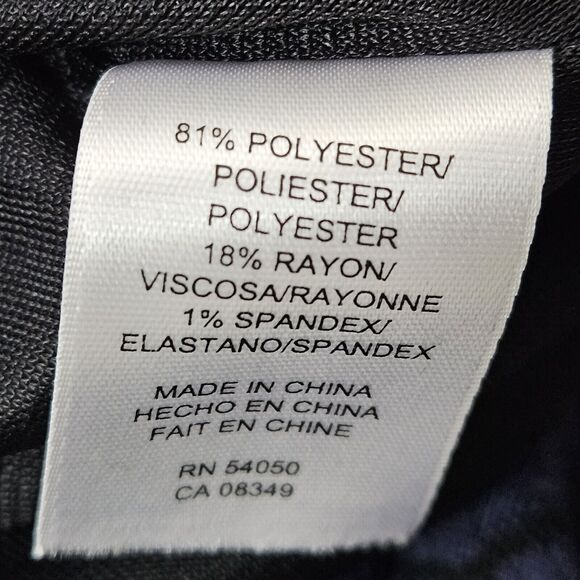 81% POLYESTER/
POLIESTER/
POLYESTER
18% RAYON/
VISCOSA/RAYONNE
1% SPANDEX/
ELASTANO/SPANDEX
MADE IN CHINA
HECHO EN CHINA
FAIT EN CHINE
RN 54050
CA 08349